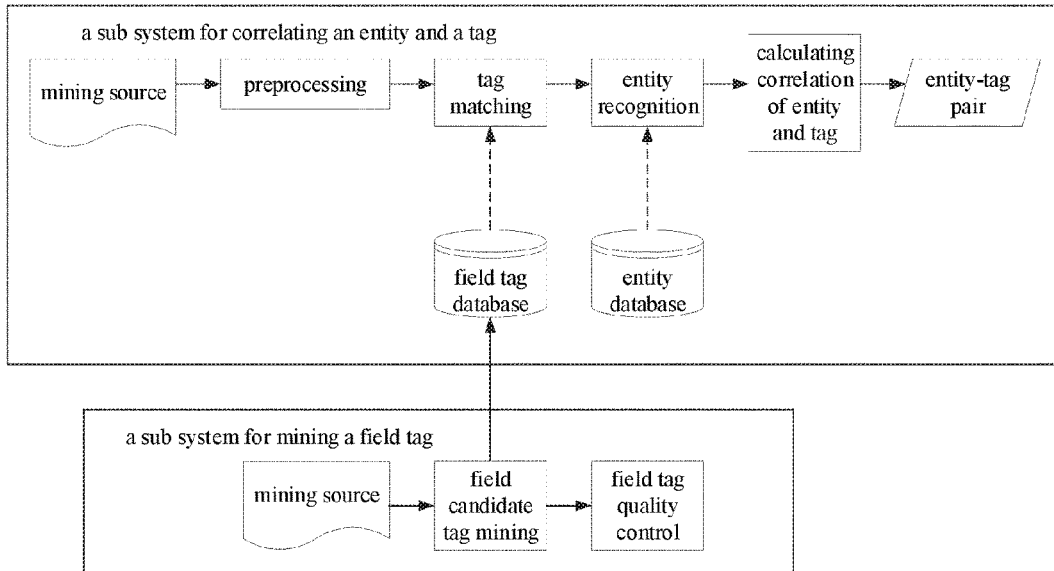 a sub system for correlating an entity and a tag
mining source
preprocessing
tag
matching
entity
recognition
calculating
correlation
of entity
and tag
entity-tag
pair
field tag
database
entity
database
a sub system for mining a field tag
mining source
field
candidate
tag mining
field tag
quality
control